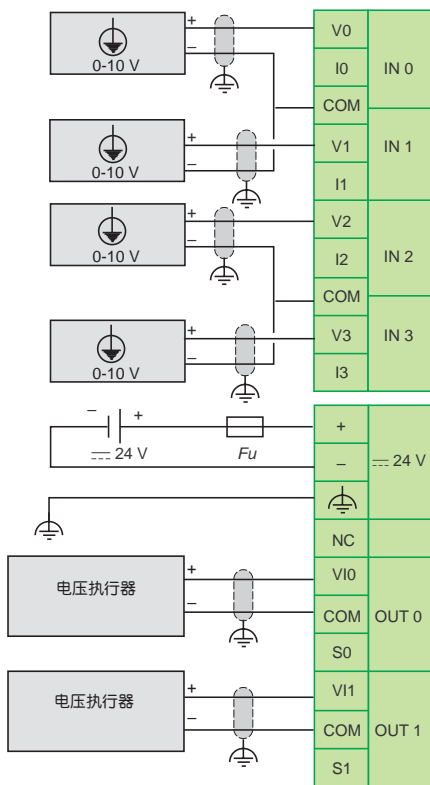 +
V0
–
I0
IN 0
0-10 V
COM
+
V1
IN 1
–
0-10 V
I1
+
V2
–
I2
IN 2
0-10 V
COM
+
V3
IN 3
–
0-10 V
I3
– +
+
24 V
Fu
–
24 V
NC
+
VI0
电压执行器
–
COM
OUT 0
S0
+
VI1
电压执行器
–
COM
OUT 1
S1